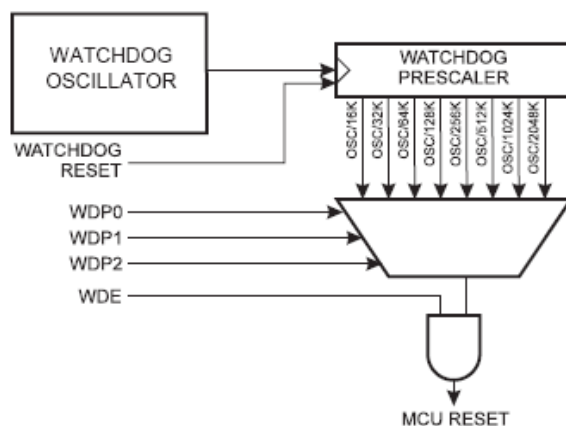 WATCHDOG
OSCILLATOR
WATCHDOG
PRESCALER
WATCHDOG
RESET
OSC/16K
OSC/32K
OSC/64K
OSC/128K
OSC/256K
OSC/512K
OSC/1024K
OSC/2048K
WDP0
WDP1
WDP2
WDE
MCU RESET